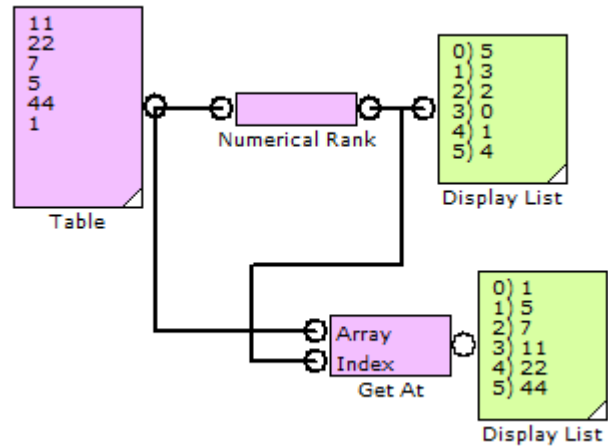 11
22
7
5
44
1
Table
Numerical Rank
0) 5
1) 3
2) 2
3) 0
4) 1
5) 4
Display List
Array
Index
Get At
0) 1
1) 5
2) 7
3) 11
4) 22
5) 44
Display List